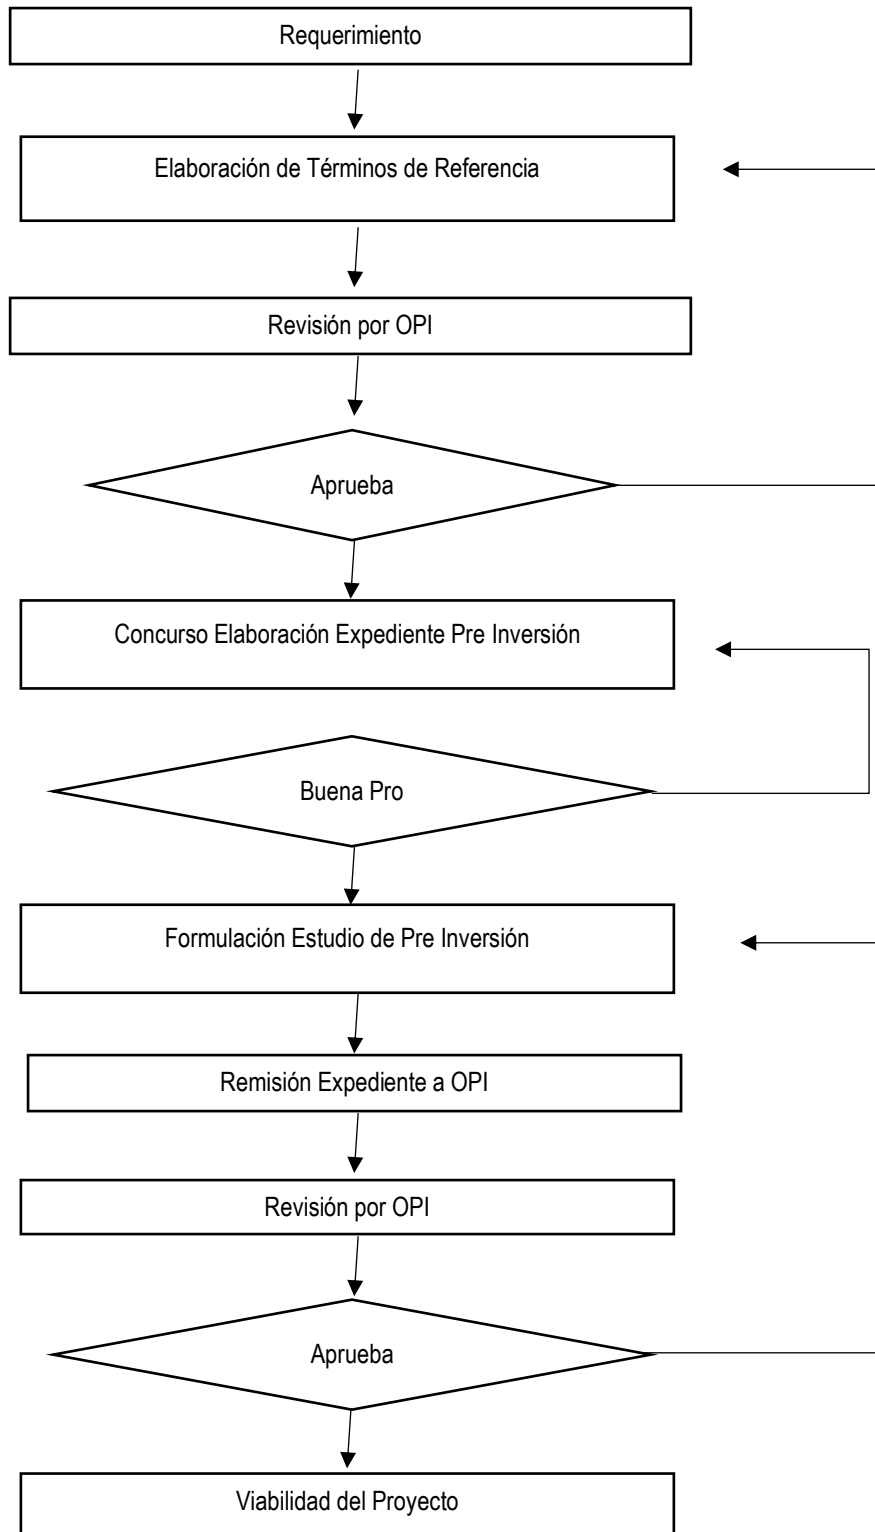 Requerimiento
Elaboración de Términos de Referencia
Revisión por OPI
Aprueba
Concurso Elaboración Expediente Pre Inversión
Buena Pro
Formulación Estudio de Pre Inversión
Remisión Expediente a OPI
Revisión por OPI
Aprueba
Viabilidad del Proyecto